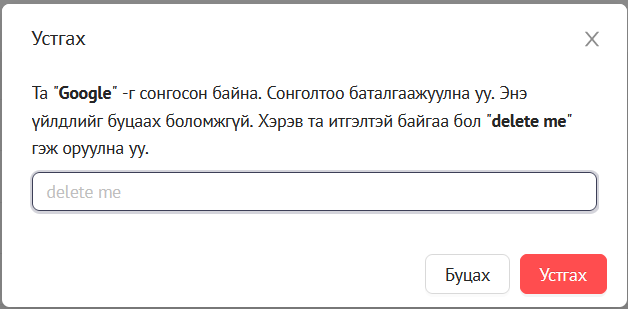 Устгах
Та "Google" -г сонгосон байна. Сонголтоо баталгаажуулна уу. Энэ
үйлдлийг буцаах боломжгүй. Хэрэв та итгэлтэй байгаа бол "delete me"
гэж оруулна уу.
delete me
Буцах Устгах